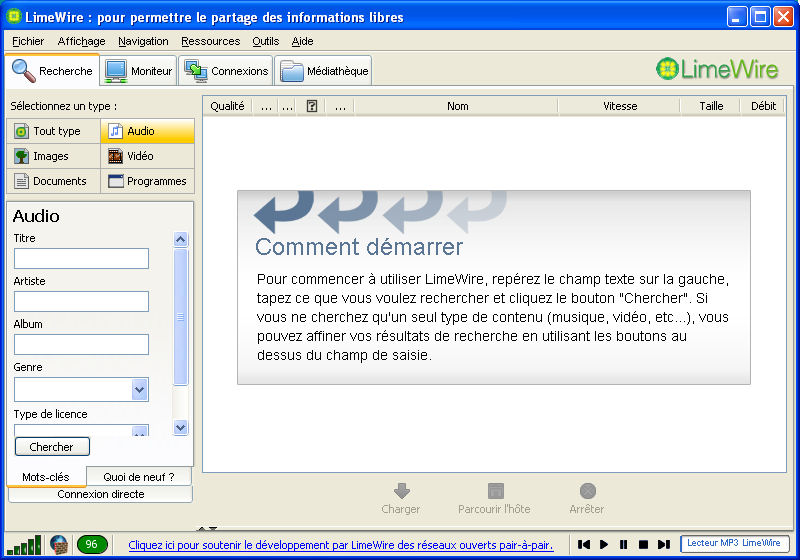 LimeWire : pour permettre le partage des informations libres
Fichier Affichage Navigation Ressources Outils Aide
Recherche Moniteur Connexions Médiathèque LimeWire
Sélectionnez un type :
Tout type Audio
Images Vidéo
Documents Programmes
Qualité ... ... ? ... Nom Vitesse Taille Débit
Audio
Titre
Artiste
Album
Genre
Type de licence
Chercher
Mots-clés Quoi de neuf ?
Connexion directe
Comment démarrer
Pour commencer à utiliser LimeWire, repérez le champ texte sur la gauche,
tapez ce que vous voulez rechercher et cliquez le bouton "Chercher". Si
vous ne cherchez qu'un seul type de contenu (musique, vidéo, etc...), vous
pouvez affiner vos résultats de recherche en utilisant les boutons au
dessus du champ de saisie.
Charger Parcourir l'hôte Arrêter
96 Cliquez ici pour soutenir le développement par LimeWire des réseaux ouverts pair-à-pair. Lecteur MP3 LimeWire